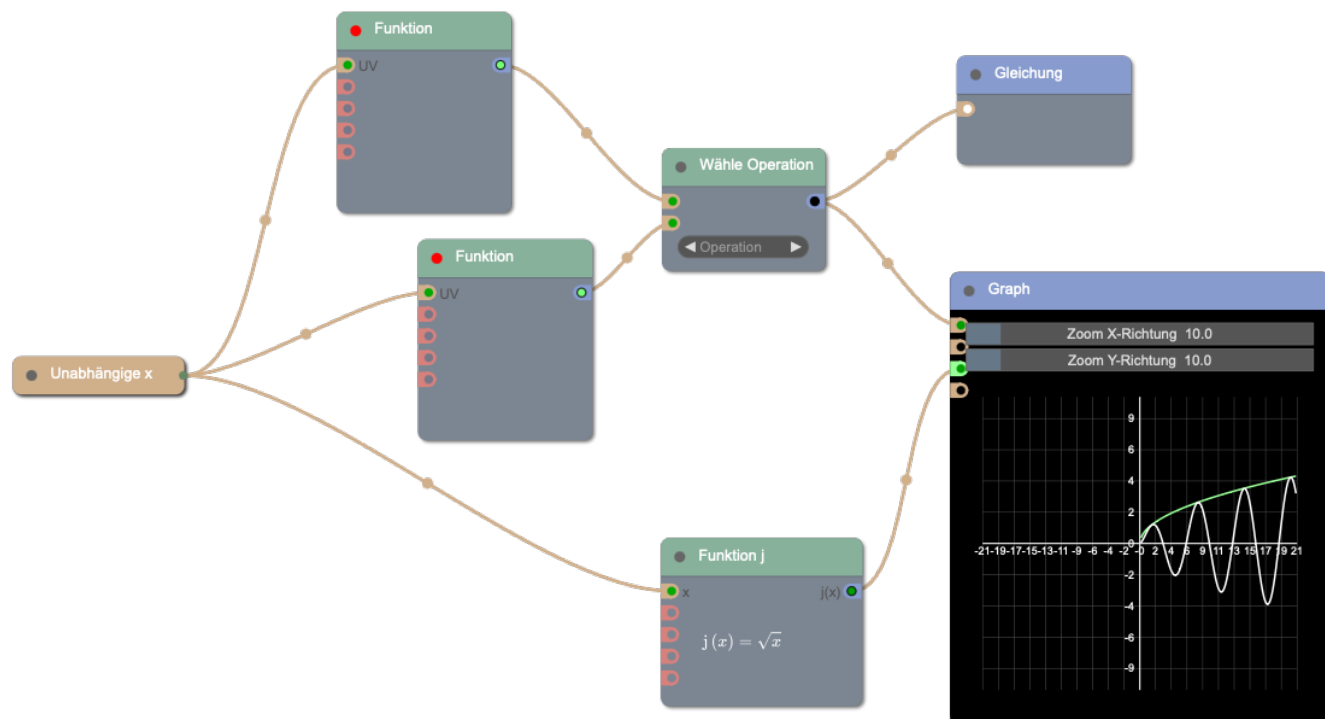 Funktion
UV
Gleichung
Wähle Operation
Operation
Funktion
UV
Graph
Zoom X-Richtung 10.0
Zoom Y-Richtung 10.0
Unabhängige x
9
6
4
2
0
-21-19-17-15-13-11 -9 -6 -4 -2 -0 2 4 6 9 11 13 15 17 19 21
-2
-4
-6
-9
Funktion j
x
j(x)
j (x) = √x